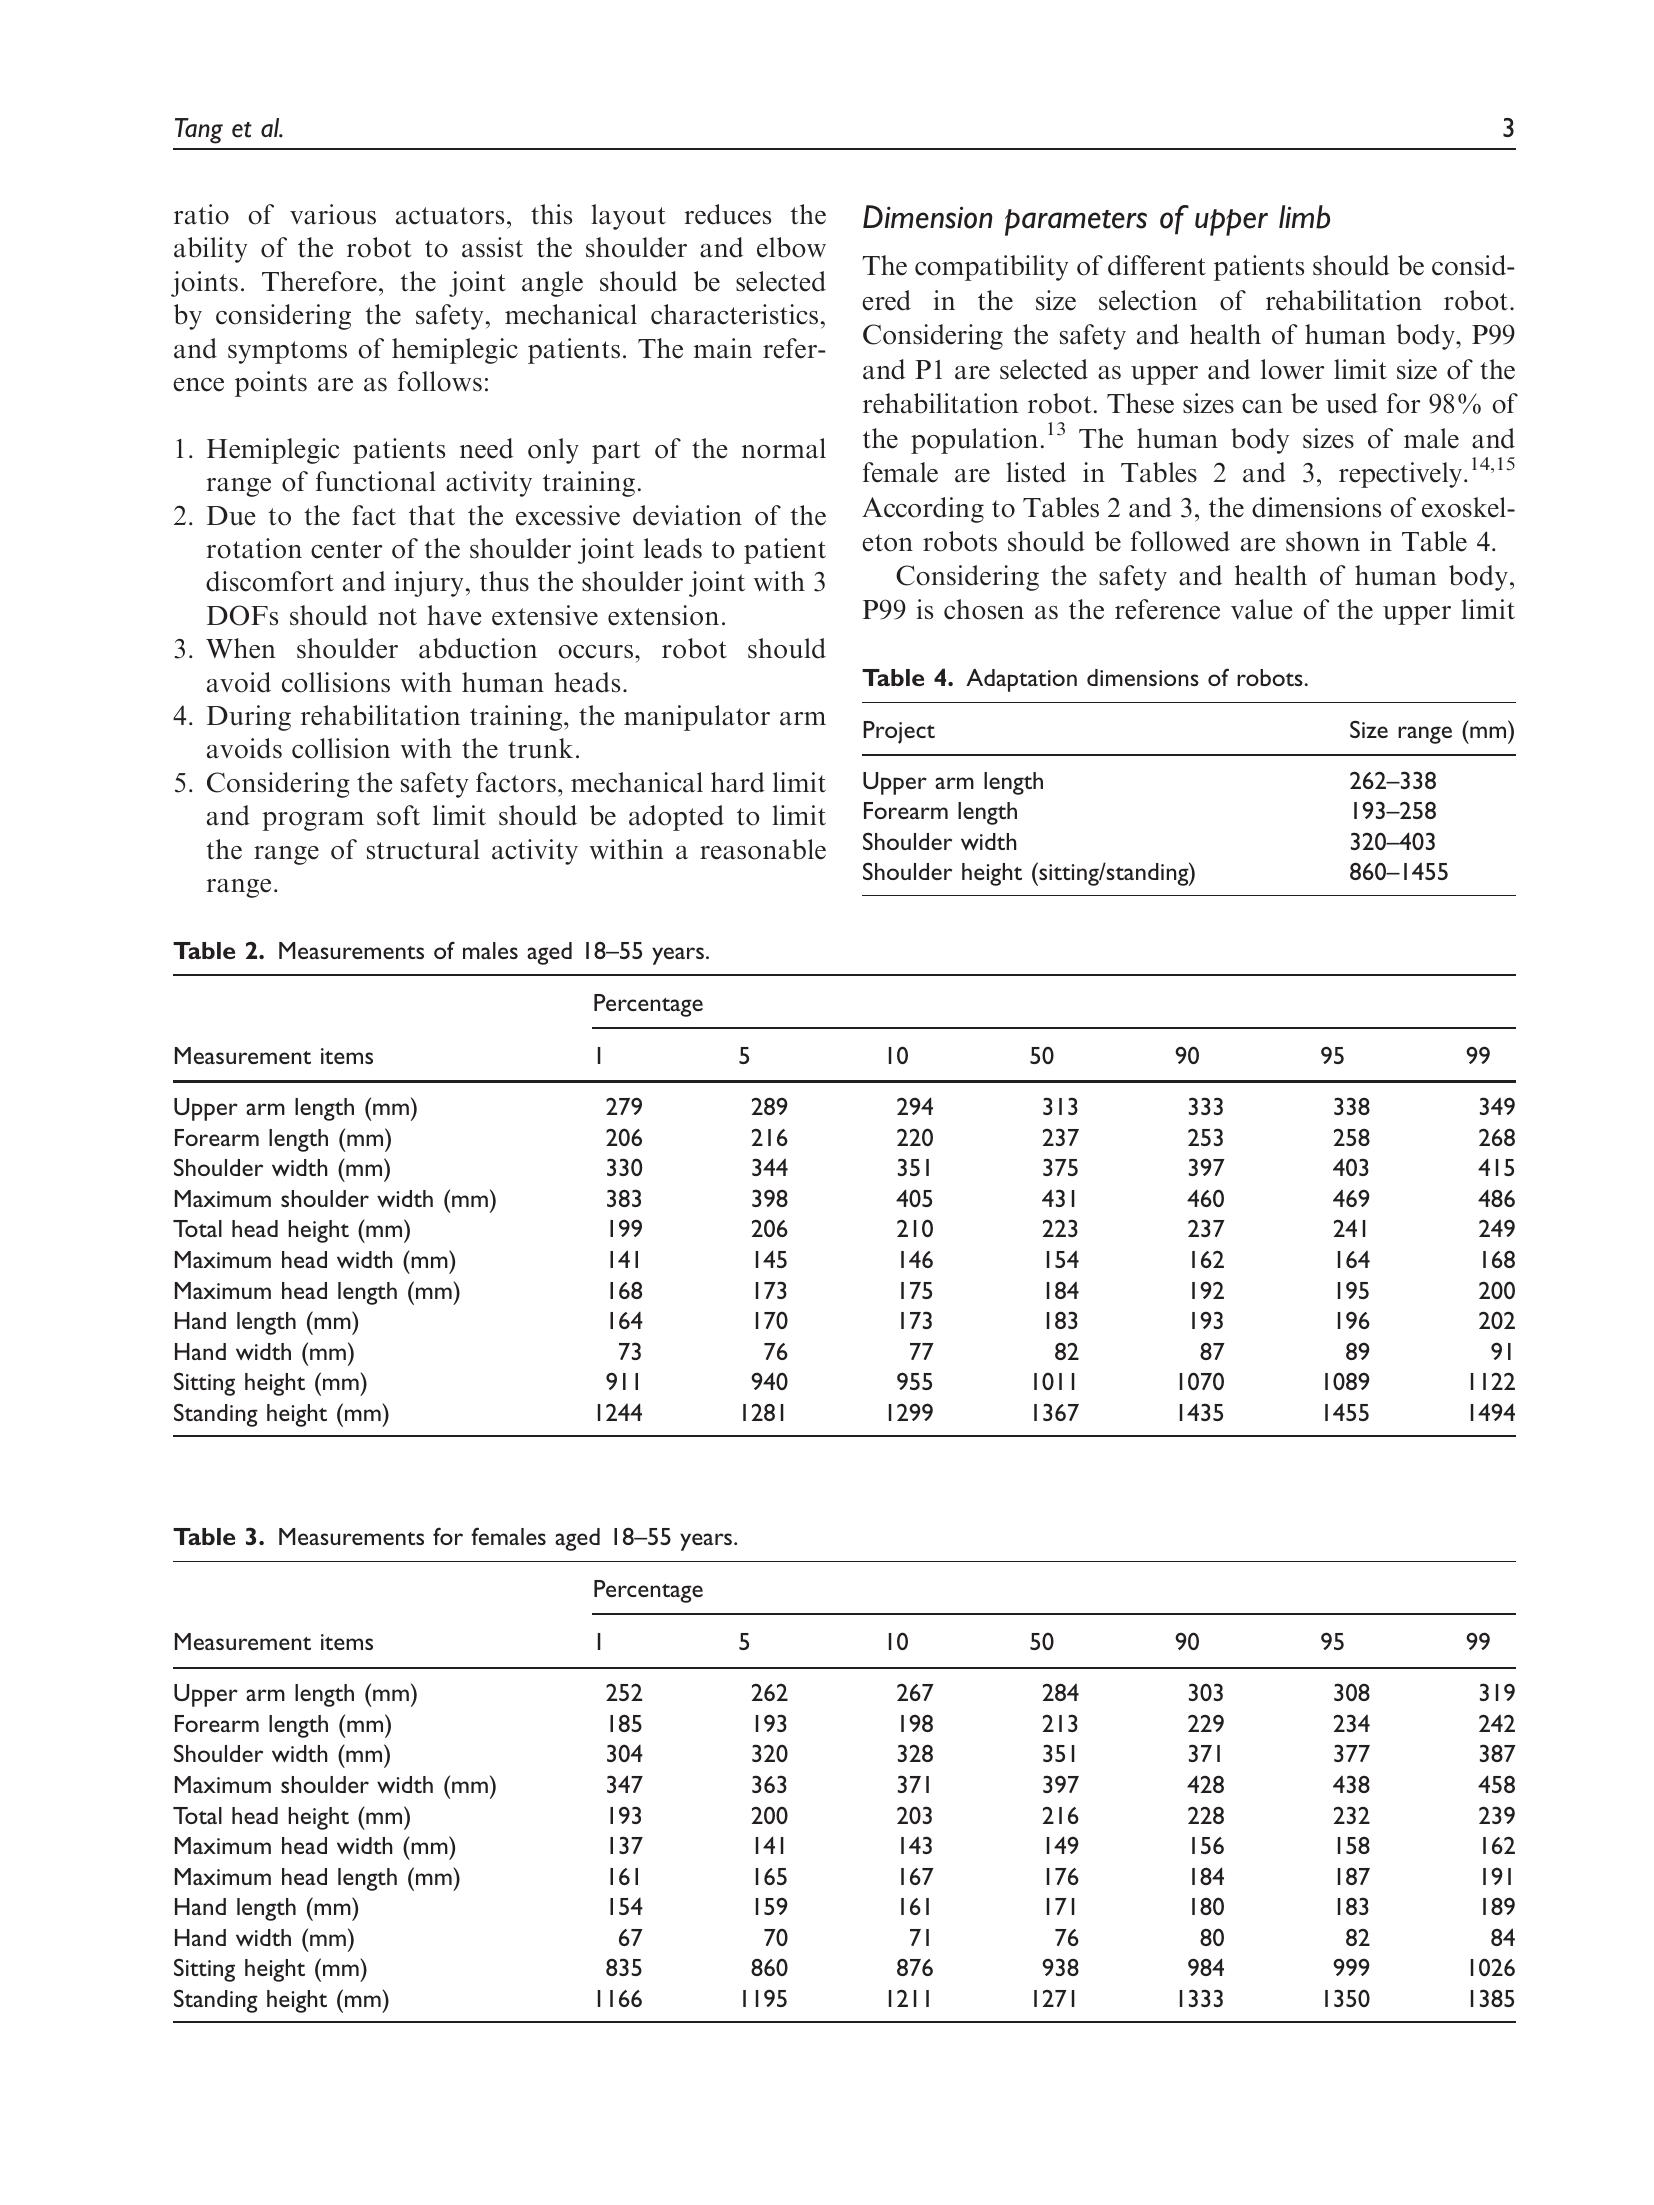 Tang et al. 3
ratio of various actuators, this layout reduces the
ability of the robot to assist the shoulder and elbow
joints. Therefore, the joint angle should be selected
by considering the safety, mechanical characteristics,
and symptoms of hemiplegic patients. The main refer-
ence points are as follows:
1. Hemiplegic patients need only part of the normal
range of functional activity training.
2. Due to the fact that the excessive deviation of the
rotation center of the shoulder joint leads to patient
discomfort and injury, thus the shoulder joint with 3
DOFs should not have extensive extension.
3. When shoulder abduction occurs, robot should
avoid collisions with human heads.
4. During rehabilitation training, the manipulator arm
avoids collision with the trunk.
5. Considering the safety factors, mechanical hard limit
and program soft limit should be adopted to limit
the range of structural activity within a reasonable
range.
Dimension parameters of upper limb
The compatibility of different patients should be consid-
ered in the size selection of rehabilitation robot.
Considering the safety and health of human body, P99
and P1 are selected as upper and lower limit size of the
rehabilitation robot. These sizes can be used for 98% of
the population.13 The human body sizes of male and
female are listed in Tables 2 and 3, repectively.14,15
According to Tables 2 and 3, the dimensions of exoskel-
eton robots should be followed are shown in Table 4.
Considering the safety and health of human body,
P99 is chosen as the reference value of the upper limit
Table 4. Adaptation dimensions of robots.
Project Size range (mm)
Upper arm length 262–338
Forearm length 193–258
Shoulder width 320–403
Shoulder height (sitting/standing) 860–1455
Table 2. Measurements of males aged 18–55 years.
Percentage
Measurement items 1 5 10 50 90 95 99
Upper arm length (mm) 279 289 294 313 333 338 349
Forearm length (mm) 206 216 220 237 253 258 268
Shoulder width (mm) 330 344 351 375 397 403 415
Maximum shoulder width (mm) 383 398 405 431 460 469 486
Total head height (mm) 199 206 210 223 237 241 249
Maximum head width (mm) 141 145 146 154 162 164 168
Maximum head length (mm) 168 173 175 184 192 195 200
Hand length (mm) 164 170 173 183 193 196 202
Hand width (mm) 73 76 77 82 87 89 91
Sitting height (mm) 911 940 955 1011 1070 1089 1122
Standing height (mm) 1244 1281 1299 1367 1435 1455 1494
Table 3. Measurements for females aged 18–55 years.
Percentage
Measurement items 1 5 10 50 90 95 99
Upper arm length (mm) 252 262 267 284 303 308 319
Forearm length (mm) 185 193 198 213 229 234 242
Shoulder width (mm) 304 320 328 351 371 377 387
Maximum shoulder width (mm) 347 363 371 397 428 438 458
Total head height (mm) 193 200 203 216 228 232 239
Maximum head width (mm) 137 141 143 149 156 158 162
Maximum head length (mm) 161 165 167 176 184 187 191
Hand length (mm) 154 159 161 171 180 183 189
Hand width (mm) 67 70 71 76 80 82 84
Sitting height (mm) 835 860 876 938 984 999 1026
Standing height (mm) 1166 1195 1211 1271 1333 1350 1385